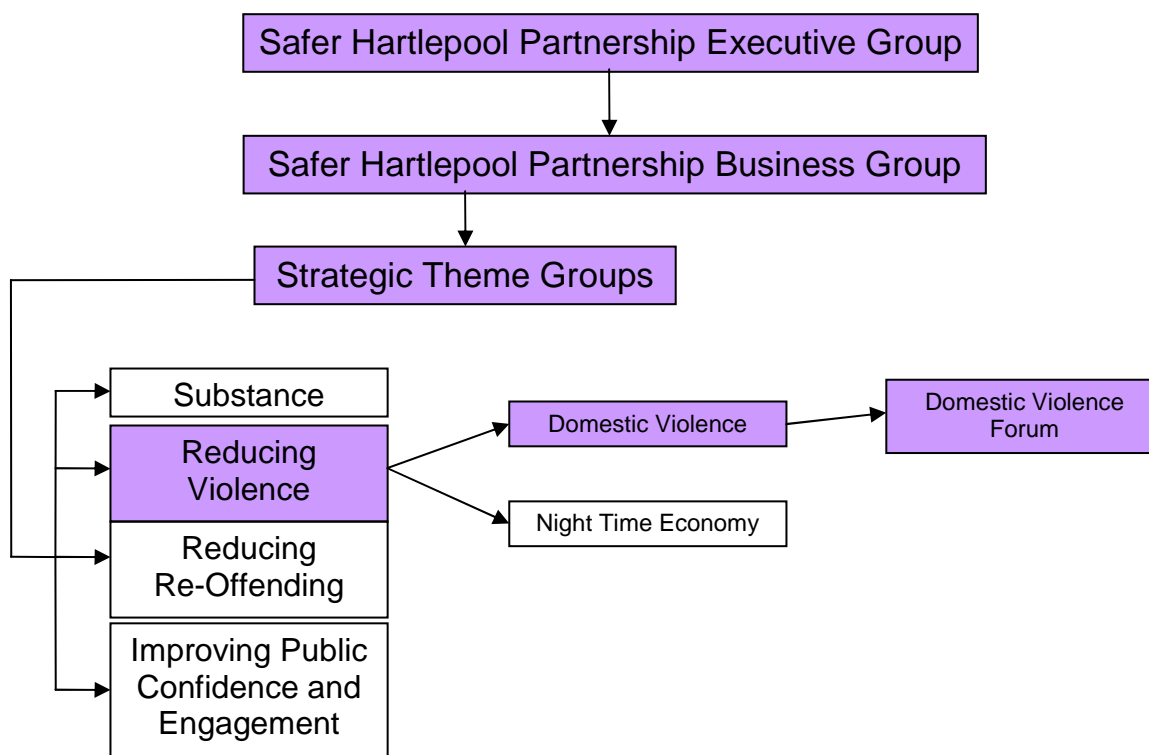 Safer Hartlepool Partnership Executive Group
Safer Hartlepool Partnership Business Group
Strategic Theme Groups
Substance
Reducing
Violence
Reducing
Re-Offending
Improving Public
Confidence and
Engagement
Domestic Violence
Night Time Economy
Domestic Violence
Forum